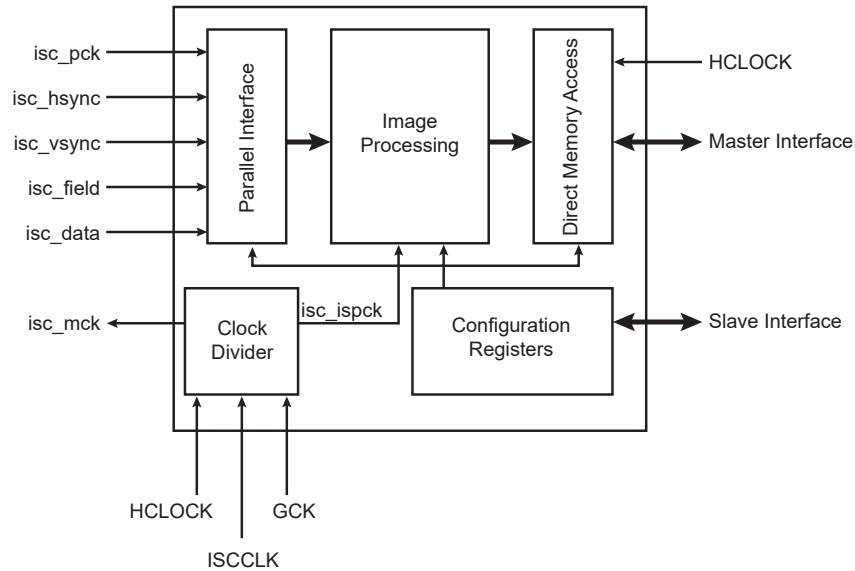 isc_pck
isc_hsync
isc_vsync
isc_field
isc_data
Parallel Interface
Image
Processing
Direct Memory Access
HCLOCK
Master Interface
isc_mck
Clock
Divider
isc_ispck
Configuration
Registers
Slave Interface
HCLOCK
GCK
ISCCLK